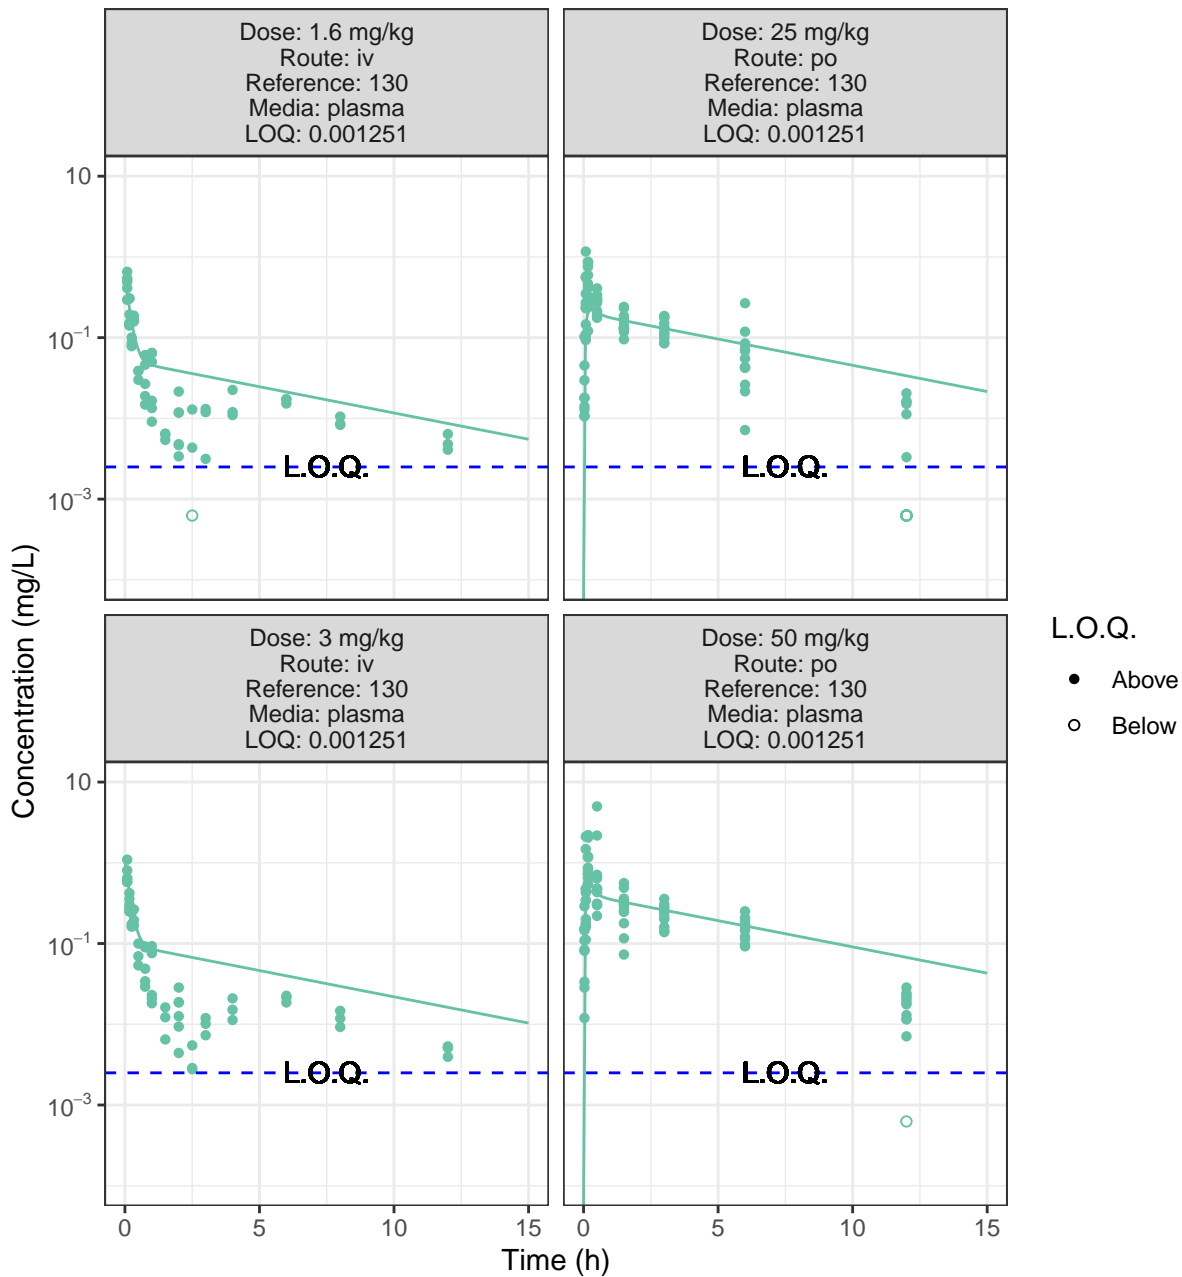 Dose: 1.6 mg/kg
Route: iv
Reference: 130
Media: plasma
LOQ: 0.001251
Dose: 25 mg/kg
Route: po
Reference: 130
Media: plasma
LOQ: 0.001251
10
10⁻¹
10⁻³
L.O.Q.
L.O.Q.
Dose: 3 mg/kg
Route: iv
Reference: 130
Media: plasma
LOQ: 0.001251
Dose: 50 mg/kg
Route: po
Reference: 130
Media: plasma
LOQ: 0.001251
10
10⁻¹
10⁻³
L.O.Q.
L.O.Q.
0 5 10 15
0 5 10 15
Time (h)
Concentration (mg/L)
L.O.Q.
Above
Below